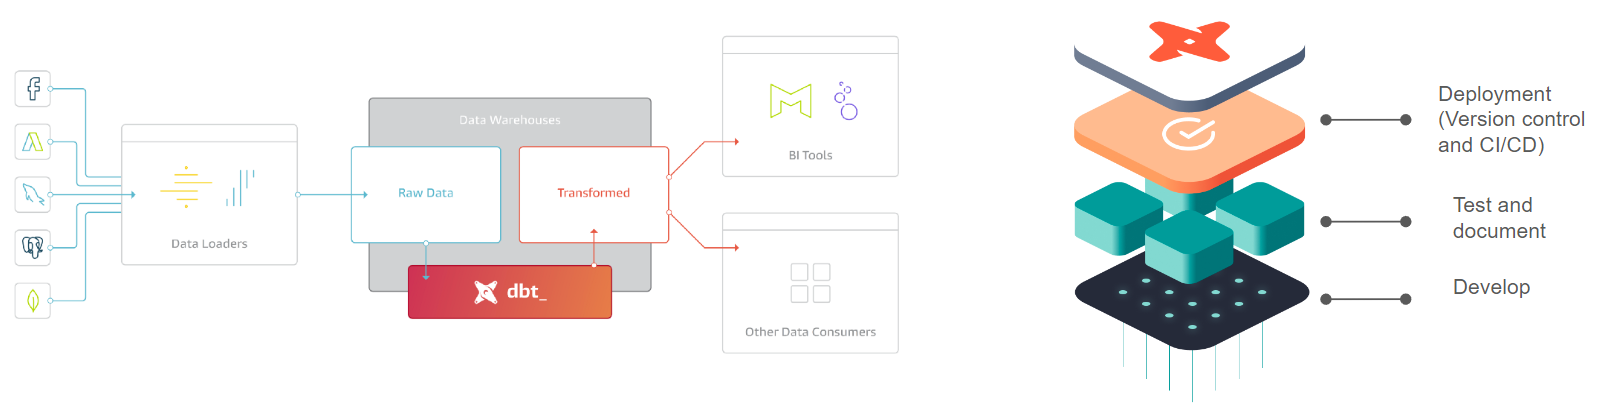 Data Loaders
Data Warehouses
Raw Data
Transformed
dbt_
BI Tools
Other Data Consumers
Deployment
(Version control
and CI/CD)
Test and
document
Develop